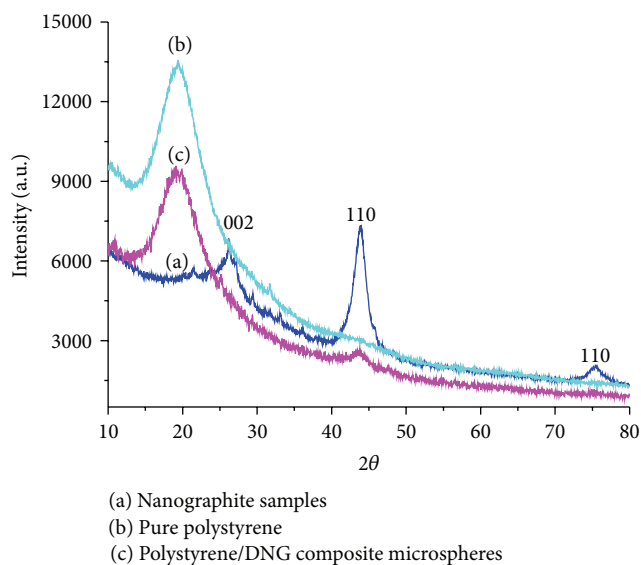 15000
(b)
12000
(c)
Intensity (a.u.)
9000
002
110
(a)
6000
3000
110
10 20 30 40 50 60 70 80
2θ
(a) Nanographite samples
(b) Pure polystyrene
(c) Polystyrene/DNG composite microspheres